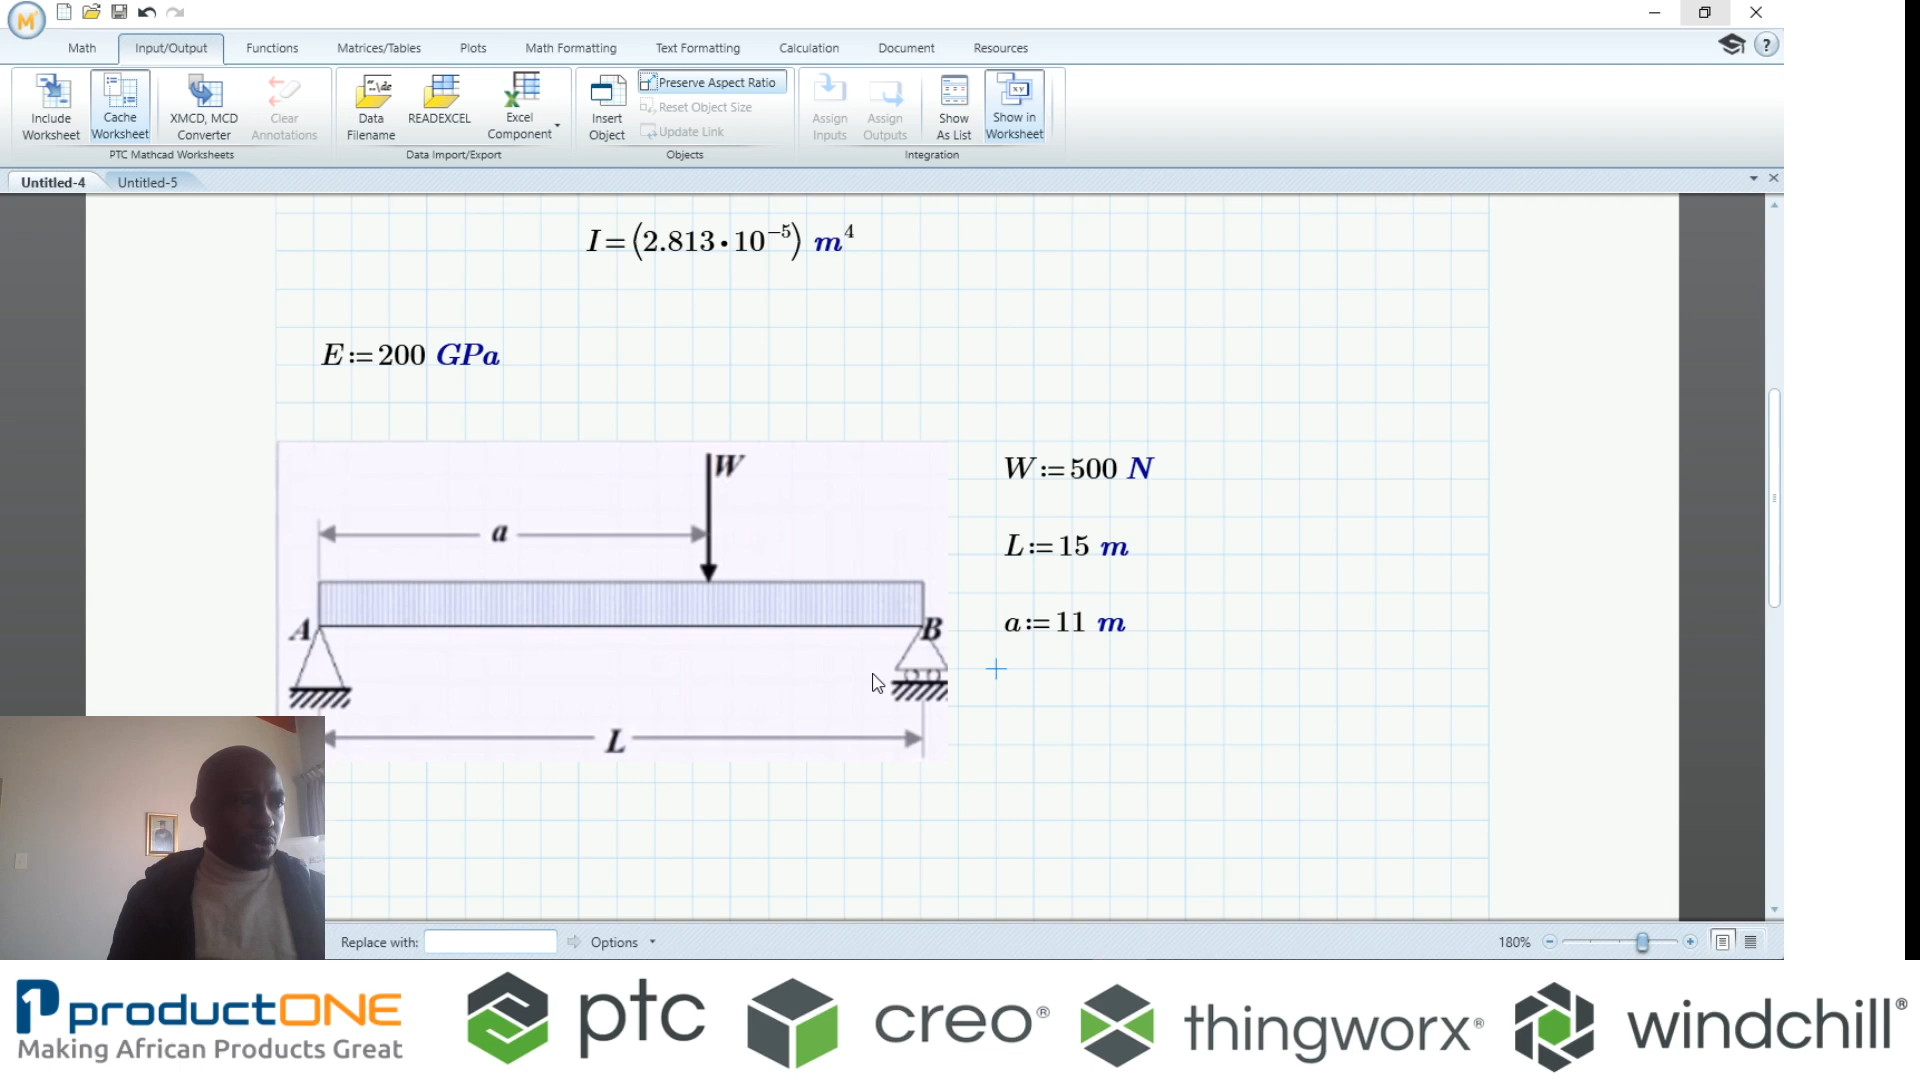 Math Input/Output Functions Matrices/Tables Plots Math Formatting Text Formatting Calculation Document Resources
Include Worksheet
Cache Worksheet
XMCD, MCD Converter
Clear Annotations
PTC Mathcad Worksheets
Data Filename
READEXCEL
Excel Component
Data Import/Export
Insert Object
Preserve Aspect Ratio
Reset Object Size
Update Link
Objects
Assign Inputs
Assign Outputs
Show As List
Show in Worksheet
Integration
Untitled-4 Untitled-5
I=(2.813·10⁻⁵) m⁴
E:=200 GPa
W
a
A
B
L
W:=500 N
L:=15 m
a:=11 m
Replace with: Options
180%
productONE
Making African Products Great
ptc
creo®
thingworx®
windchill®